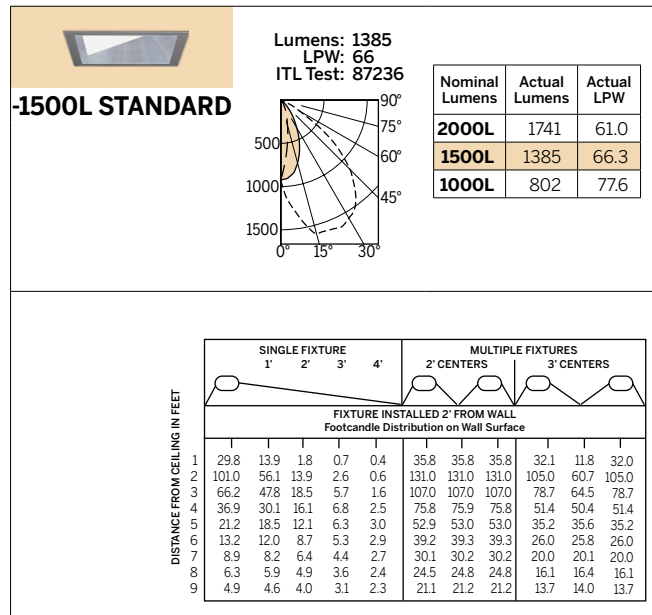 -1500L STANDARD
Lumens: 1385
LPW: 66
ITL Test: 87236
90°
75°
60°
45°
500
1000
1500
0° 15° 30°
Nominal Lumens Actual Lumens Actual LPW
2000L 1741 61.0
1500L 1385 66.3
1000L 802 77.6
SINGLE FIXTURE MULTIPLE FIXTURES
1' 2' 3' 4' 2' CENTERS 3' CENTERS
FIXTURE INSTALLED 2' FROM WALL
Footcandle Distribution on Wall Surface
DISTANCE FROM CEILING IN FEET
1 29.8 13.9 1.8 0.7 0.4 35.8 35.8 35.8 32.1 11.8 32.0
2 101.0 56.1 13.9 2.6 0.6 131.0 131.0 131.0 105.0 60.7 105.0
3 66.2 47.8 18.5 5.7 1.6 107.0 107.0 107.0 78.7 64.5 78.7
4 36.9 30.1 16.1 6.8 2.5 75.8 75.9 75.8 51.4 50.4 51.4
5 21.2 18.5 12.1 6.3 3.0 52.9 53.0 53.0 35.2 35.6 35.2
6 13.2 12.0 8.7 5.3 2.9 39.2 39.3 39.3 26.0 25.8 26.0
7 8.9 8.2 6.4 4.4 2.7 30.1 30.2 30.2 20.0 20.1 20.0
8 6.3 5.9 4.9 3.6 2.4 24.5 24.8 24.8 16.1 16.4 16.1
9 4.9 4.6 4.0 3.1 2.3 21.1 21.2 21.2 13.7 14.0 13.7